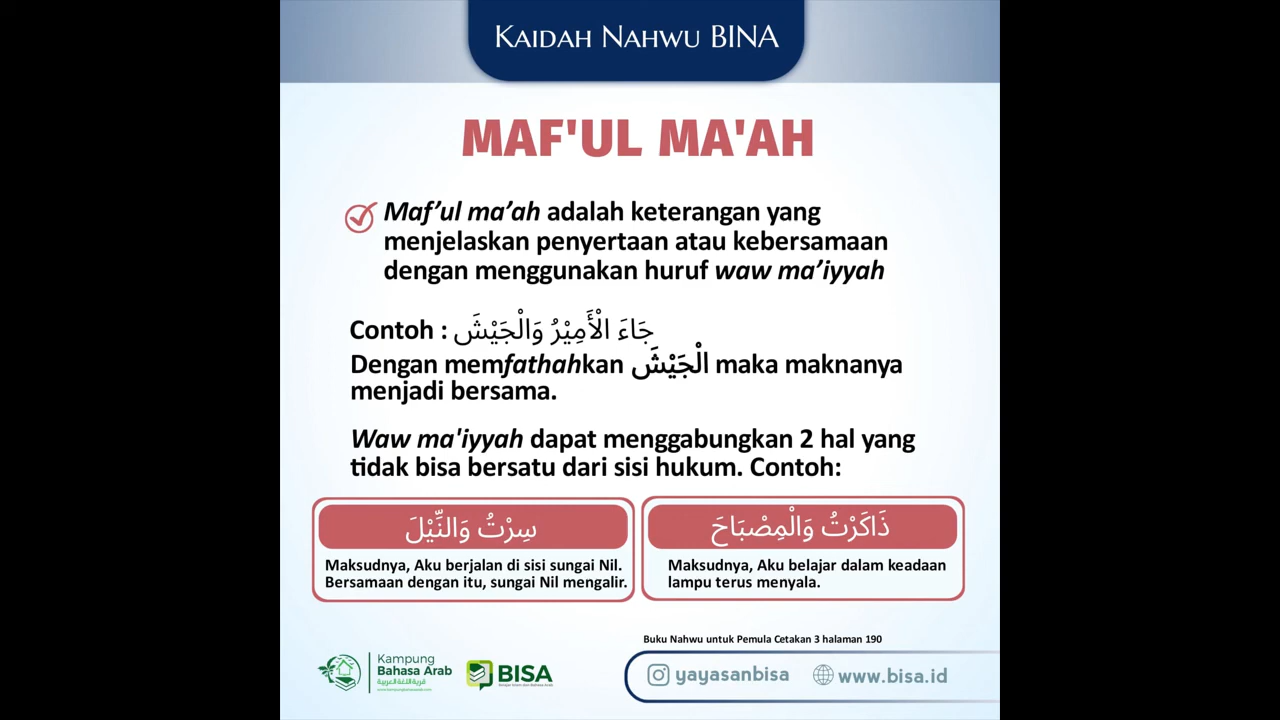 KAIDAH NAHWU BINA
MAF'UL MA'AH
Maf’ul ma’ah adalah keterangan yang
menjelaskan penyertaan atau kebersamaan
dengan menggunakan huruf waw ma’iyyah
Contoh : جَاءَ الْأَمِيْرُ وَالْجَيْشَ
Dengan memfathahkan الْجَيْشَ maka maknanya
menjadi bersama.
Waw ma'iyyah dapat menggabungkan 2 hal yang
tidak bisa bersatu dari sisi hukum. Contoh:
سِرْتُ وَالنِّيْلَ
Maksudnya, Aku berjalan di sisi sungai Nil.
Bersamaan dengan itu, sungai Nil mengalir.
ذَاكَرْتُ وَالْمِصْبَاحَ
Maksudnya, Aku belajar dalam keadaan
lampu terus menyala.
Buku Nahwu untuk Pemula Cetakan 3 halaman 190
Kampung
Bahasa Arab
قرية اللغة العربية
BISA
yayasanbisa
www.bisa.id